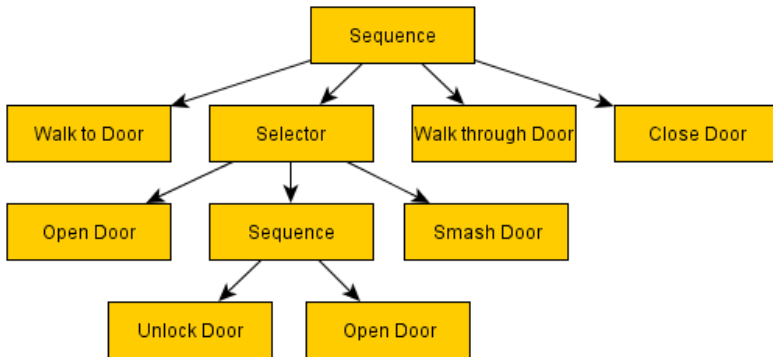 Sequence
Walk to Door
Selector
Walk through Door
Close Door
Open Door
Sequence
Smash Door
Unlock Door
Open Door